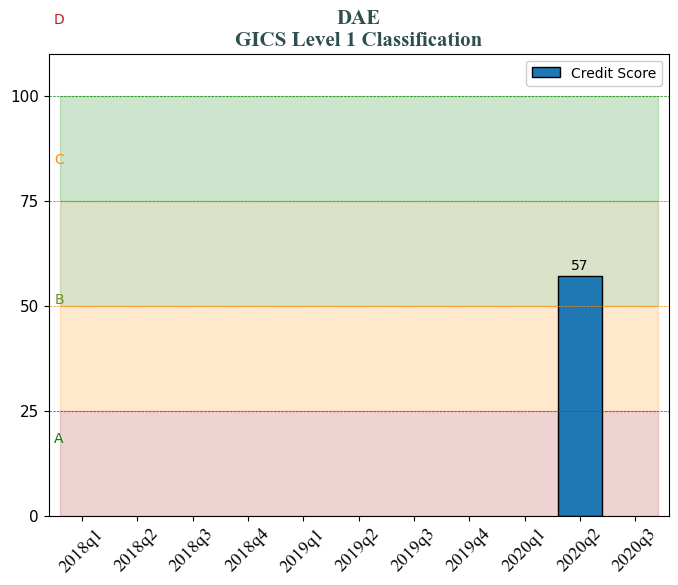 D
DAE
GICS Level 1 Classification
Credit Score
100
C
75
57
B
50
25
A
0
2018q1
2018q2
2018q3
2018q4
2019q1
2019q2
2019q3
2019q4
2020q1
2020q2
2020q3